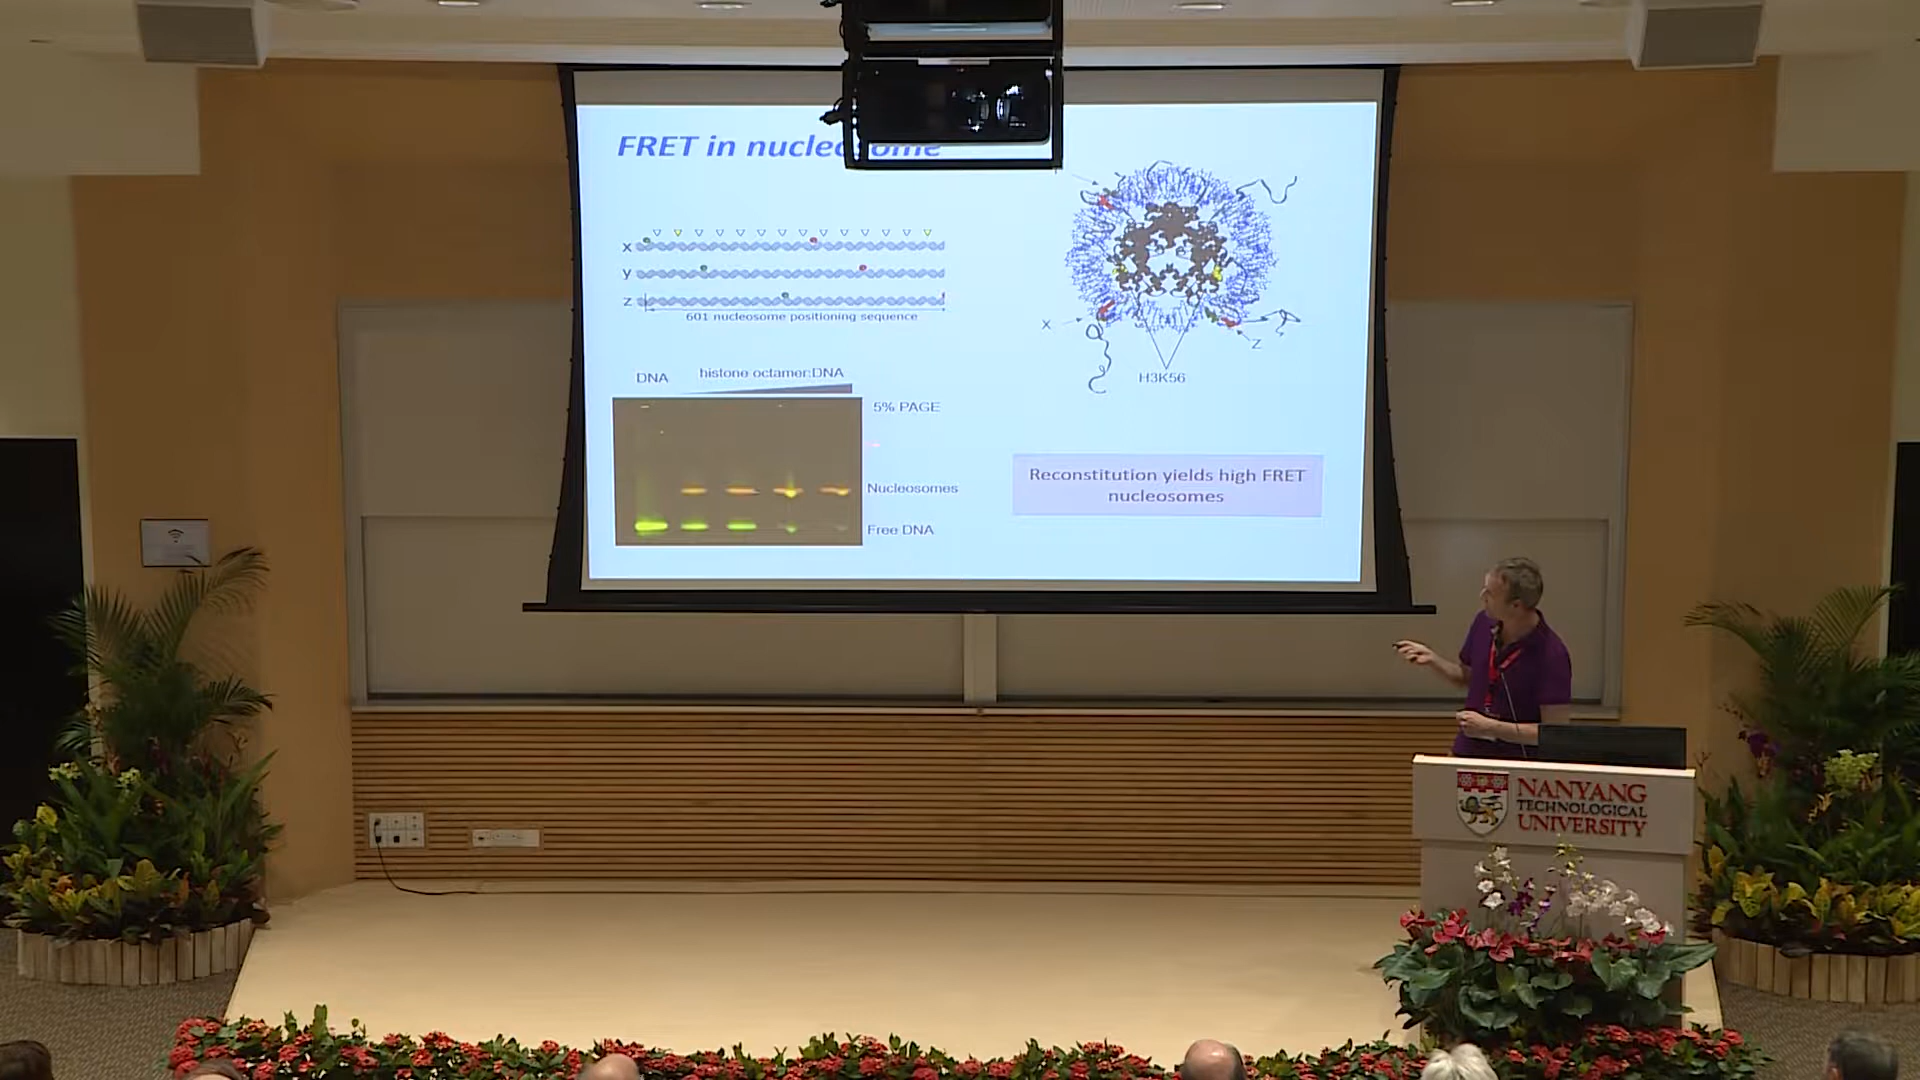 FRET in nucleosome
X
y
z
601 nucleosome positioning sequence
X
Z
H3K56
DNA
histone octamer:DNA
5% PAGE
Nucleosomes
Free DNA
Reconstitution yields high FRET
nucleosomes
NANYANG
TECHNOLOGICAL
UNIVERSITY